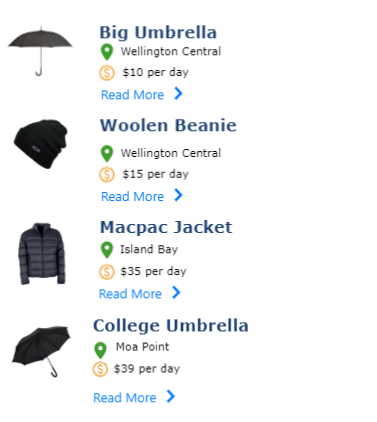 Big Umbrella
Wellington Central
$10 per day
Read More
Woolen Beanie
Wellington Central
$15 per day
Read More
Macpac Jacket
Island Bay
$35 per day
Read More
College Umbrella
Moa Point
$39 per day
Read More